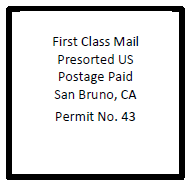 First Class Mail
Presorted US
Postage Paid
San Bruno, CA
Permit No. 43